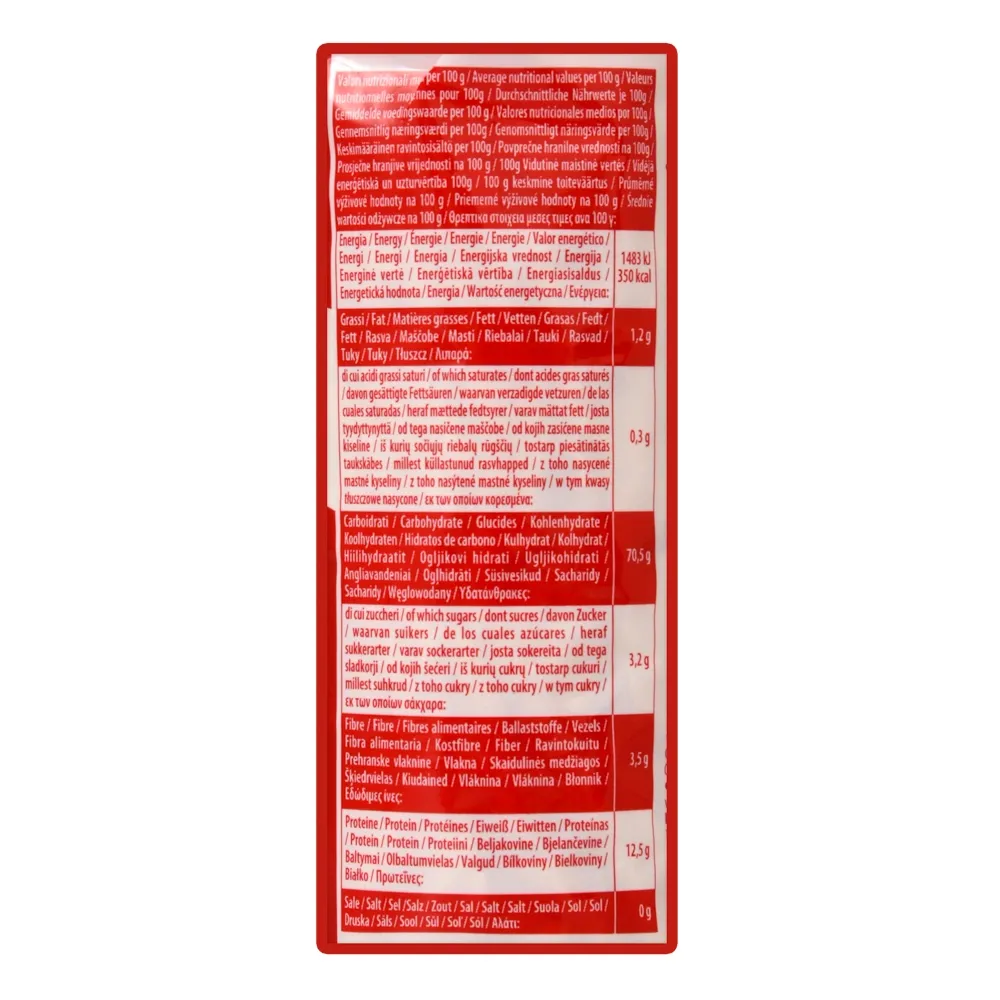 Valori nutrizionali medi per 100 g / Average nutritional values per 100 g / Valeurs
nutritionnelles moyennes pour 100g / Durchschnittliche Nährwerte je 100g /
Gemiddelde voedingswaarde per 100 g / Valores nutricionales medios por 100g /
Gennemsnitlig næringsværdi per 100g / Genomsnittligt näringsvärde per 100g /
Keskimääräinen ravintosisältö per 100g / Povprečne hranilne vrednosti na 100g /
Prosječne hranjive vrijednosti na 100 g / 100g Vidutinė maistinė vertės / Vidējā
enerģētiskā un uzturvērtība 100g / 100 g keskmine toiteväärtus / Průměrné
výživové hodnoty na 100 g / Priemerné výživové hodnoty na 100 g / Średnie
wartości odżywcze na 100 g / Θρεπτικα στοιχεια μεσες τιμες ανα 100 γ:
Energia / Energy / Énergie / Energie / Energie / Valor energético /
Energi / Energi / Energia / Energijska vrednost / Energija /
Energinė vertė / Enerģētiskā vērtība / Energiasisaldus /
Energetická hodnota / Energia / Wartość energetyczna / Ενέργεια:
1483 kJ
350 kcal
Grassi / Fat / Matières grasses / Fett / Vetten / Grasas / Fedt /
Fett / Rasva / Maščobe / Masti / Riebalai / Tauki / Rasvad /
Tuky / Tuky / Tłuszcz / Λιπαρά:
1,2 g
di cui acidi grassi saturi / of which saturates / dont acides gras saturés
/ davon gesättigte Fettsäuren / waarvan verzadigde vetzuren / de las
cuales saturadas / heraf mættede fedtsyrer / varav mättat fett / josta
tyydyttynyttä / od tega nasičene maščobe / od kojih zasićene masne
kiseline / iš kurių sočiųjų riebalų rūgščių / tostarp piesātinātās
taukskābes / millest küllastunud rasvhapped / z toho nasycené
mastné kyseliny / z toho nasýtené mastné kyseliny / w tym kwasy
tłuszczowe nasycone / εκ των οποίων κορεσμένα:
0,3 g
Carboidrati / Carbohydrate / Glucides / Kohlenhydrate /
Koolhydraten / Hidratos de carbono / Kulhydrat / Kolhydrat /
Hiilihydraatit / Ogljikovi hidrati / Ugljikohidrati /
Angliavandeniai / Ogļhidrāti / Süsivesikud / Sacharidy /
Sacharidy / Węglowodany / Υδατάνθρακες:
70,5 g
di cui zuccheri / of which sugars / dont sucres / davon Zucker
/ waarvan suikers / de los cuales azúcares / heraf
sukkerarter / varav sockerarter / josta sokereita / od tega
sladkorji / od kojih šećeri / iš kurių cukrų / tostarp cukuri /
millest suhkrud / z toho cukry / z toho cukry / w tym cukry /
εκ των οποίων σάκχαρα:
3,2 g
Fibre / Fibre / Fibres alimentaires / Ballaststoffe / Vezels /
Fibra alimentaria / Kostfibre / Fiber / Ravintokuitu /
Prehranske vlaknine / Vlakna / Skaidulinės medžiagos /
Šķiedrvielas / Kiudained / Vláknina / Vláknina / Błonnik /
Εδώδιμες ίνες:
3,5 g
Proteine / Protein / Protéines / Eiweiß / Eiwitten / Proteínas
/ Protein / Protein / Proteiini / Beljakovine / Bjelančevine /
Baltymai / Olbaltumvielas / Valgud / Bílkoviny / Bielkoviny /
Białko / Πρωτεΐνες:
12,5 g
Sale / Salt / Sel / Salz / Zout / Sal / Salt / Salt / Suola / Sol / Sol /
Druska / Sāls / Sool / Sůl / Soľ / Sól / Αλάτι:
0 g